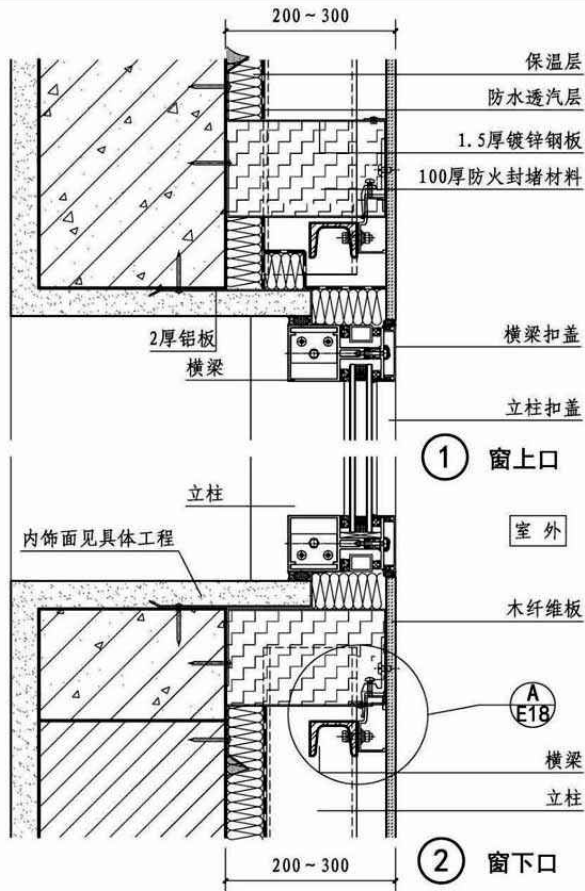 200~300
保温层
防水透汽层
1.5厚镀锌钢板
100厚防火封堵材料
2厚铝板
横梁扣盖
横梁
立柱扣盖
1 窗上口
立柱
室外
内饰面见具体工程
木纤维板
A
E18
横梁
立柱
200~300
2 窗下口